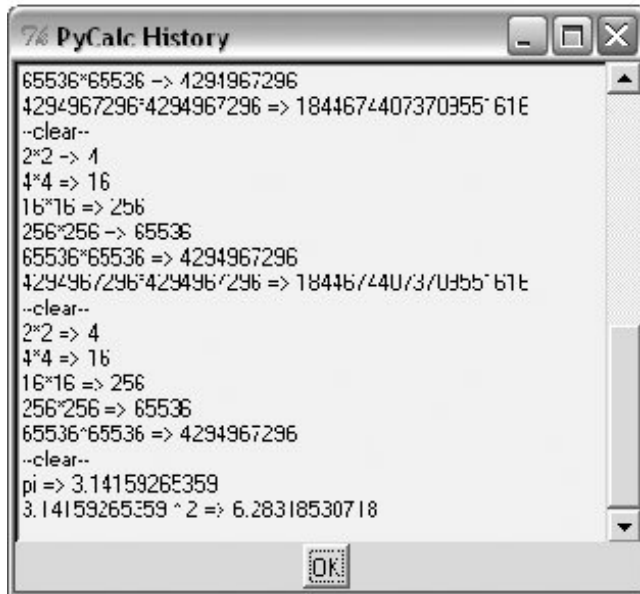 PyCalc History
65536*65536 => 4294967296
4294967296*4294967296 => 18446744073709551616
--clear--
2*2 => 4
4*4 => 16
16*16 => 256
256*256 => 65536
65536*65536 => 4294967296
4294967296*4294967296 => 18446744073709551616
--clear--
2*2 => 4
4*4 => 16
16*16 => 256
256*256 => 65536
65536*65536 => 4294967296
--clear--
pi => 3.14159265359
3.14159265359 * 2 => 6.28318530718
OK